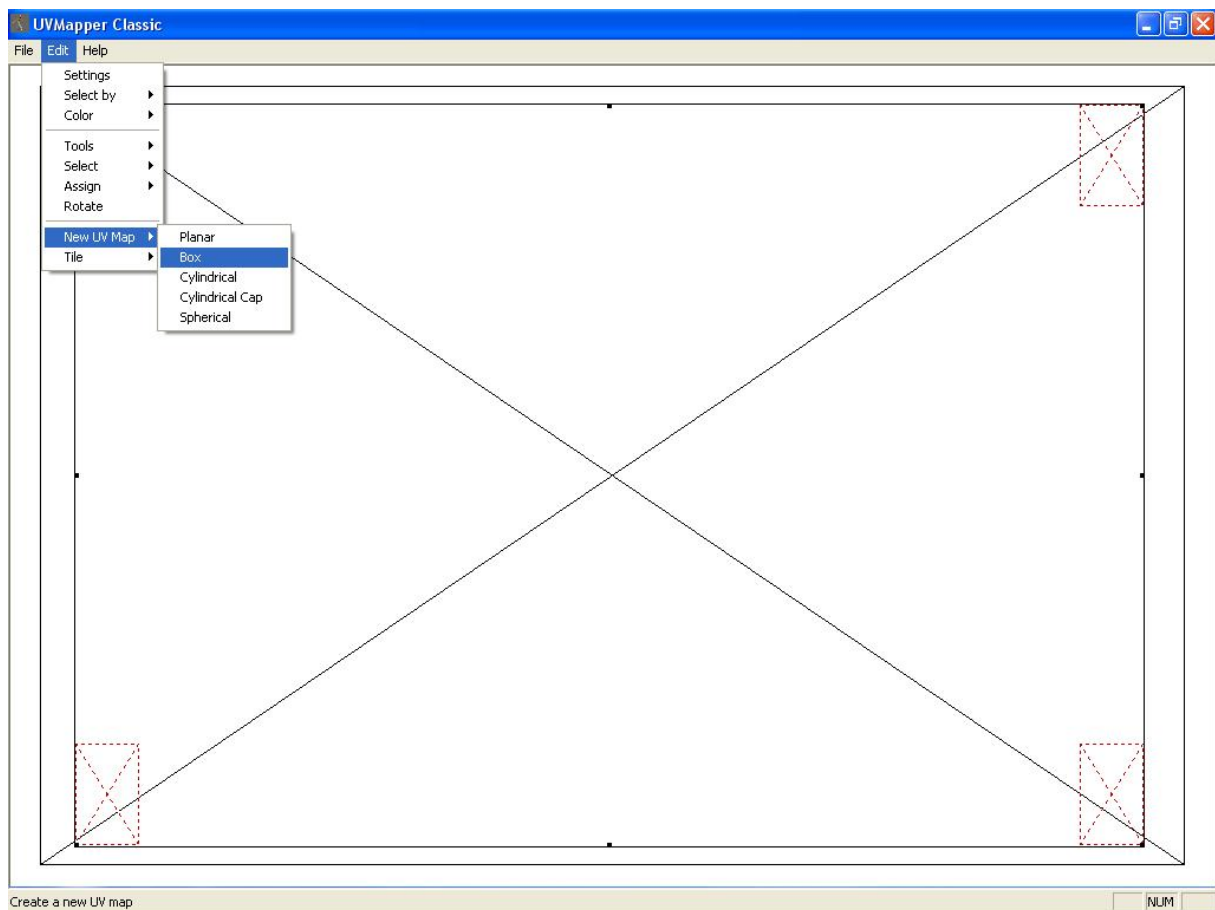 UVMapper Classic
File Edit Help
Settings
Select by
Color
Tools
Select
Assign
Rotate
New UV Map
Tile
Planar
Box
Cylindrical
Cylindrical Cap
Spherical
Create a new UV map
NUM